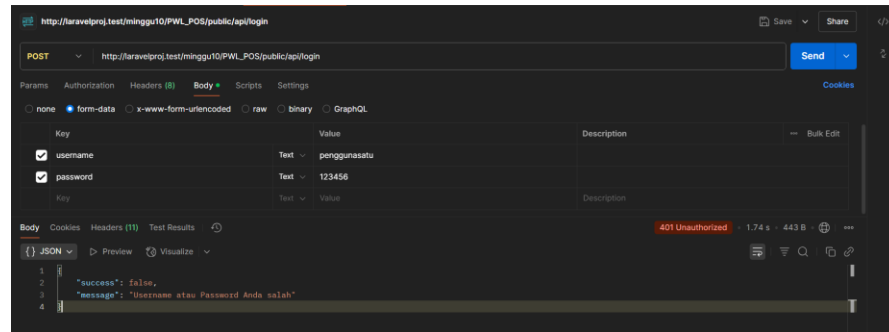 http://laravelproj.test/minggu10/PWL_POS/public/api/login Save Share
POST http://laravelproj.test/minggu10/PWL_POS/public/api/login Send
Params Authorization Headers (8) Body Scripts Settings Cookies
none form-data x-www-form-urlencoded raw binary GraphQL
Key Value Description Bulk Edit
username Text penggunasatu
password Text 123456
Key Text Value Description
Body Cookies Headers (11) Test Results 401 Unauthorized 1.74 s 443 B
{} JSON Preview Visualize
1 {
2 "success": false,
3 "message": "Username atau Password Anda salah"
4 }